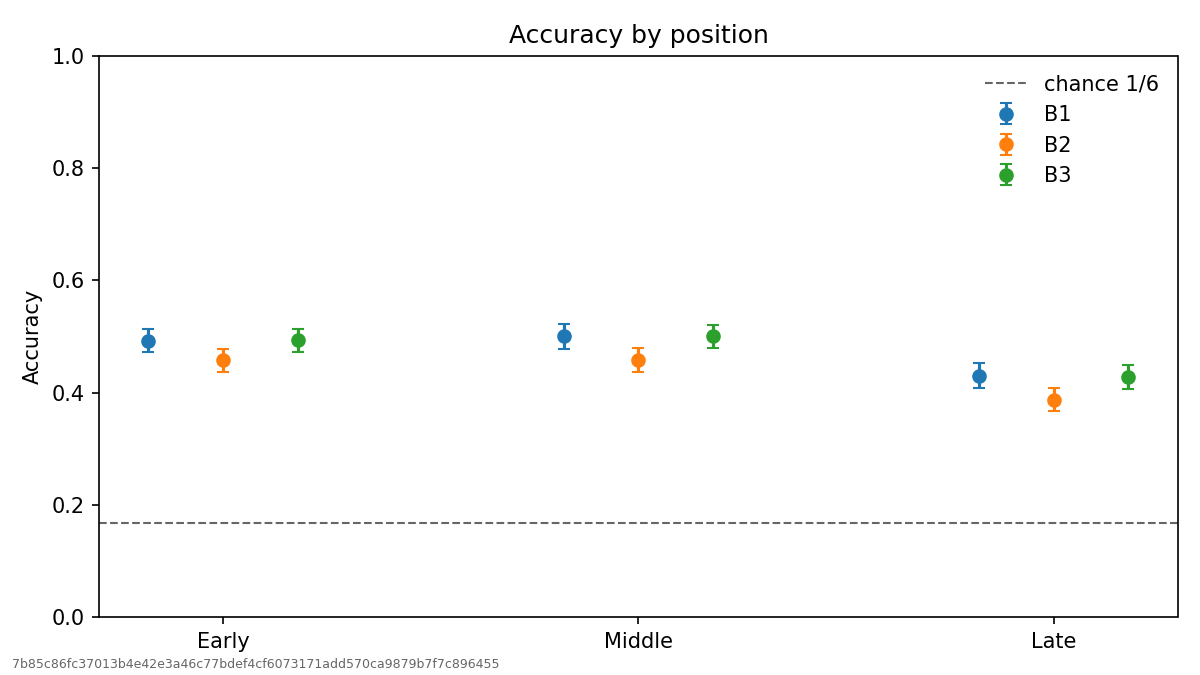 Accuracy by position
1.0
0.8
0.6
0.4
0.2
0.0
Accuracy
chance 1/6
B1
B2
B3
Early
Middle
Late
7b85c86fc37013b4e42e3a46c77bdef4cf6073171add570ca9879b7f7c896455